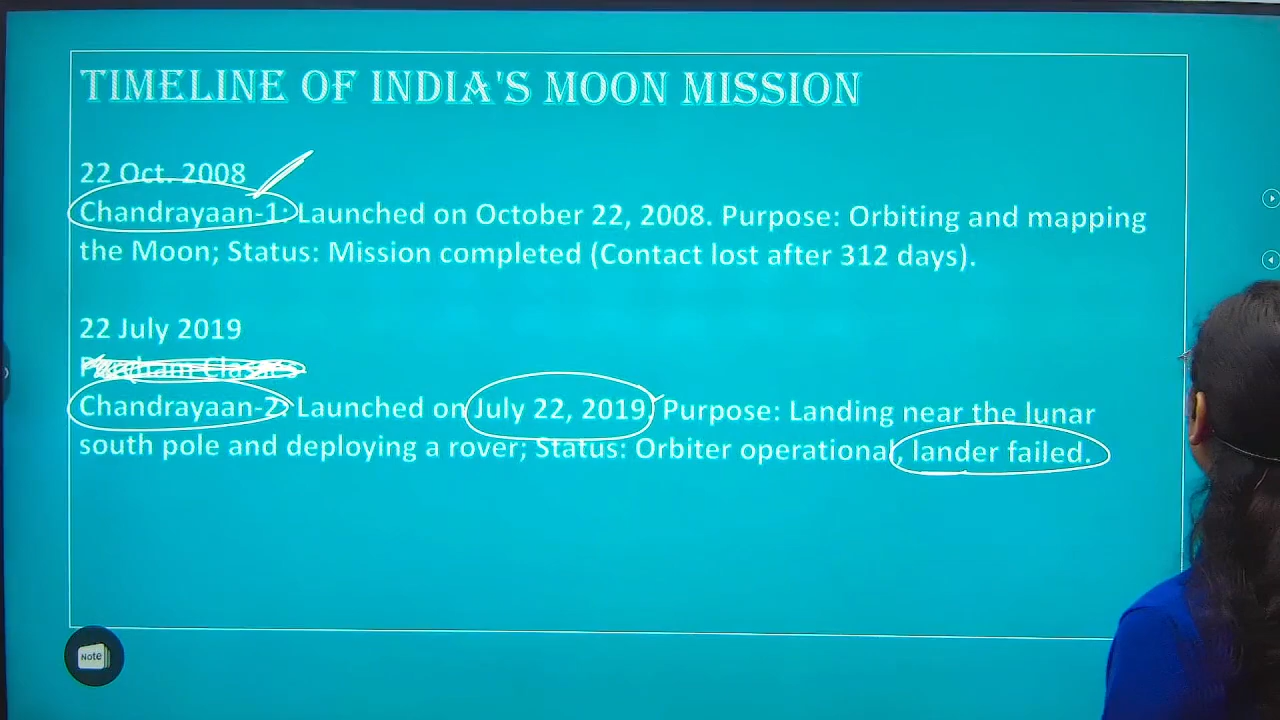 TIMELINE OF INDIA'S MOON MISSION
22 Oct. 2008
Chandrayaan-1: Launched on October 22, 2008. Purpose: Orbiting and mapping
the Moon; Status: Mission completed (Contact lost after 312 days).
22 July 2019
Classes
Chandrayaan-2: Launched on July 22, 2019. Purpose: Landing near the lunar
south pole and deploying a rover; Status: Orbiter operational, lander failed.
Note